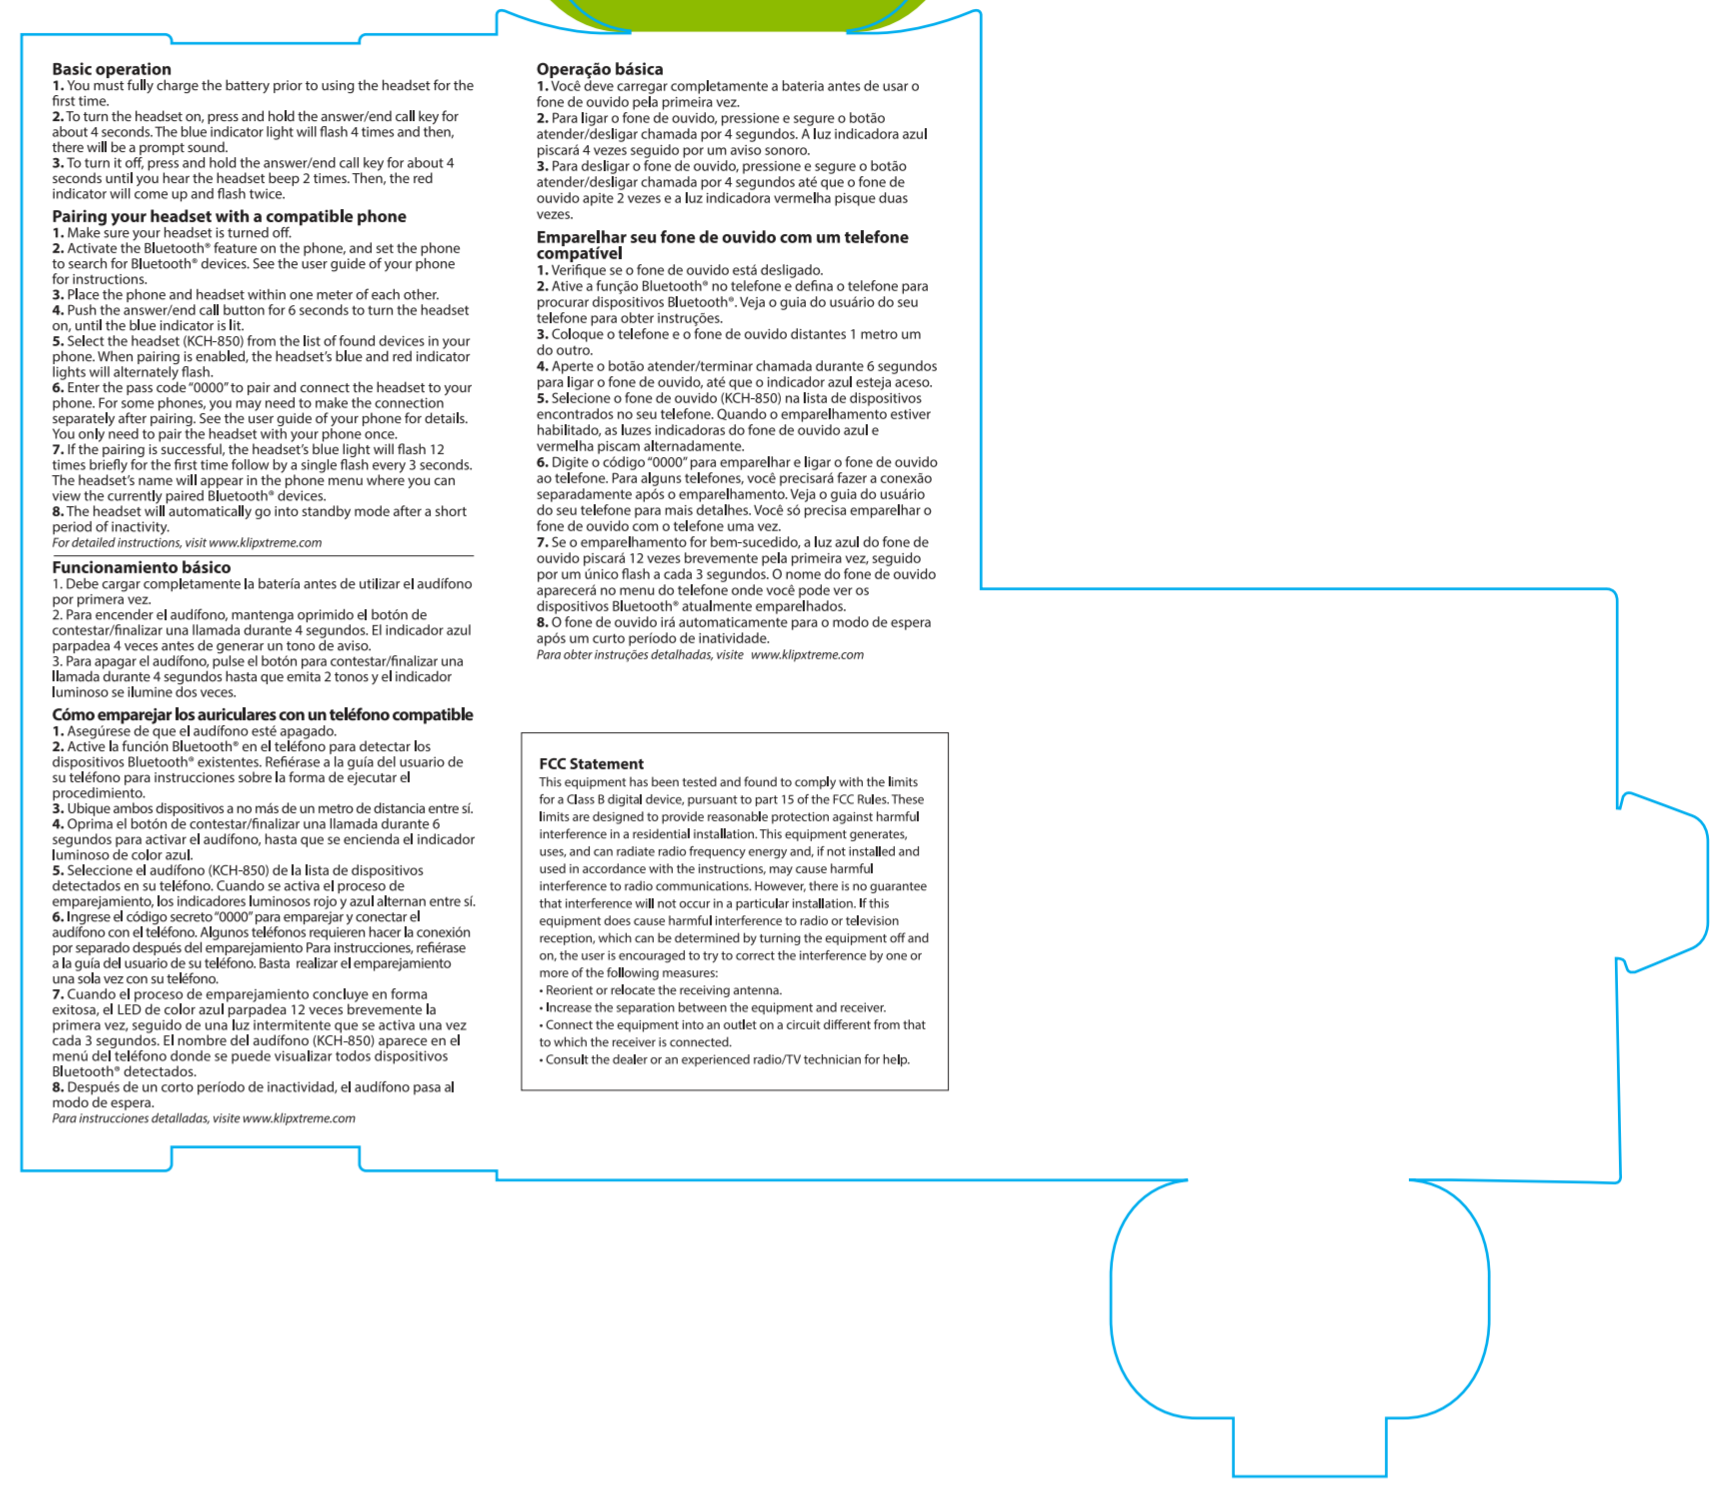 Basic operation
1. You must fully charge the battery prior to using the headset for the
first time.
2. To turn the headset on, press and hold the answer/end call key for
about 4 seconds. The blue indicator light will flash 4 times and then,
there will be a prompt sound.
3. To turn it off, press and hold the answer/end call key for about 4
seconds until you hear the headset beep 2 times. Then, the red
indicator will come up and flash twice.
Pairing your headset with a compatible phone
1. Make sure your headset is turned off.
2. Activate the Bluetooth® feature on the phone, and set the phone
to search for Bluetooth® devices. See the user guide of your phone
for instructions.
3. Place the phone and headset within one meter of each other.
4. Push the answer/end call button for 6 seconds to turn the headset
on, until the blue indicator is lit.
5. Select the headset (KCH-850) from the list of found devices in your
phone. When pairing is enabled, the headset’s blue and red indicator
lights will alternately flash.
6. Enter the pass code “0000” to pair and connect the headset to your
phone. For some phones, you may need to make the connection
separately after pairing. See the user guide of your phone for details.
You only need to pair the headset with your phone once.
7. If the pairing is successful, the headset’s blue light will flash 12
times briefly for the first time follow by a single flash every 3 seconds.
The headset’s name will appear in the phone menu where you can
view the currently paired Bluetooth® devices.
8. The headset will automatically go into standby mode after a short
period of inactivity.
For detailed instructions, visit www.klipxtreme.com
Funcionamiento básico
1. Debe cargar completamente la batería antes de utilizar el audífono
por primera vez.
2. Para encender el audífono, mantenga oprimido el botón de
contestar/finalizar una llamada durante 4 segundos. El indicador azul
parpadea 4 veces antes de generar un tono de aviso.
3. Para apagar el audífono, pulse el botón para contestar/finalizar una
llamada durante 4 segundos hasta que emita 2 tonos y el indicador
luminoso se ilumine dos veces.
Cómo emparejar los auriculares con un teléfono compatible
1. Asegúrese de que el audífono esté apagado.
2. Active la función Bluetooth® en el teléfono para detectar los
dispositivos Bluetooth® existentes. Refiérase a la guía del usuario de
su teléfono para instrucciones sobre la forma de ejecutar el
procedimiento.
3. Ubique ambos dispositivos a no más de un metro de distancia entre sí.
4. Oprima el botón de contestar/finalizar una llamada durante 6
segundos para activar el audífono, hasta que se encienda el indicador
luminoso de color azul.
5. Seleccione el audífono (KCH-850) de la lista de dispositivos
detectados en su teléfono. Cuando se activa el proceso de
emparejamiento, los indicadores luminosos rojo y azul alternan entre sí.
6. Ingrese el código secreto “0000” para emparejar y conectar el
audífono con el teléfono. Algunos teléfonos requieren hacer la conexión
por separado después del emparejamiento Para instrucciones, refiérase
a la guía del usuario de su teléfono. Basta realizar el emparejamiento
una sola vez con su teléfono.
7. Cuando el proceso de emparejamiento concluye en forma
exitosa, el LED de color azul parpadea 12 veces brevemente la
primera vez, seguido de una luz intermitente que se activa una vez
cada 3 segundos. El nombre del audífono (KCH-850) aparece en el
menú del teléfono donde se puede visualizar todos dispositivos
Bluetooth® detectados.
8. Después de un corto período de inactividad, el audífono pasa al
modo de espera.
Para instrucciones detalladas, visite www.klipxtreme.com
Operação básica
1. Você deve carregar completamente a bateria antes de usar o
fone de ouvido pela primeira vez.
2. Para ligar o fone de ouvido, pressione e segure o botão
atender/desligar chamada por 4 segundos. A luz indicadora azul
piscará 4 vezes seguido por um aviso sonoro.
3. Para desligar o fone de ouvido, pressione e segure o botão
atender/desligar chamada por 4 segundos até que o fone de
ouvido apite 2 vezes e a luz indicadora vermelha pisque duas
vezes.
Emparelhar seu fone de ouvido com um telefone
compatível
1. Verifique se o fone de ouvido está desligado.
2. Ative a função Bluetooth® no telefone e defina o telefone para
procurar dispositivos Bluetooth®. Veja o guia do usuário do seu
telefone para obter instruções.
3. Coloque o telefone e o fone de ouvido distantes 1 metro um
do outro.
4. Aperte o botão atender/terminar chamada durante 6 segundos
para ligar o fone de ouvido, até que o indicador azul esteja aceso.
5. Selecione o fone de ouvido (KCH-850) na lista de dispositivos
encontrados no seu telefone. Quando o emparelhamento estiver
habilitado, as luzes indicadoras do fone de ouvido azul e
vermelha piscam alternadamente.
6. Digite o código “0000” para emparelhar e ligar o fone de ouvido
ao telefone. Para alguns telefones, você precisará fazer a conexão
separadamente após o emparelhamento. Veja o guia do usuário
do seu telefone para mais detalhes. Você só precisa emparelhar o
fone de ouvido com o telefone uma vez.
7. Se o emparelhamento for bem-sucedido, a luz azul do fone de
ouvido piscará 12 vezes brevemente pela primeira vez, seguido
por um único flash a cada 3 segundos. O nome do fone de ouvido
aparecerá no menu do telefone onde você pode ver os
dispositivos Bluetooth® atualmente emparelhados.
8. O fone de ouvido irá automaticamente para o modo de espera
após um curto período de inatividade.
Para obter instruções detalhadas, visite www.klipxtreme.com
FCC Statement
This equipment has been tested and found to comply with the limits
for a Class B digital device, pursuant to part 15 of the FCC Rules. These
limits are designed to provide reasonable protection against harmful
interference in a residential installation. This equipment generates,
uses, and can radiate radio frequency energy and, if not installed and
used in accordance with the instructions, may cause harmful
interference to radio communications. However, there is no guarantee
that interference will not occur in a particular installation. If this
equipment does cause harmful interference to radio or television
reception, which can be determined by turning the equipment off and
on, the user is encouraged to try to correct the interference by one or
more of the following measures:
• Reorient or relocate the receiving antenna.
• Increase the separation between the equipment and receiver.
• Connect the equipment into an outlet on a circuit different from that
to which the receiver is connected.
• Consult the dealer or an experienced radio/TV technician for help.